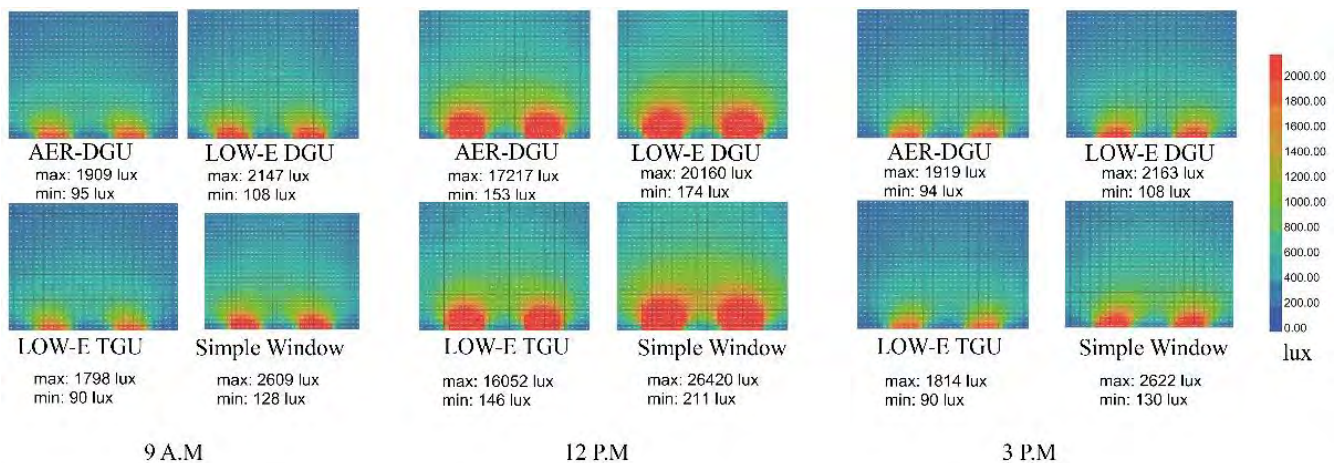 AER-DGU
max: 1909 lux
min: 95 lux
LOW-E DGU
max: 2147 lux
min: 108 lux
LOW-E TGU
max: 1798 lux
min: 90 lux
Simple Window
max: 2609 lux
min: 128 lux
9 A.M
AER-DGU
max: 17217 lux
min: 153 lux
LOW-E DGU
max: 20160 lux
min: 174 lux
LOW-E TGU
max: 16052 lux
min: 146 lux
Simple Window
max: 26420 lux
min: 211 lux
12 P.M
AER-DGU
max: 1919 lux
min: 94 lux
LOW-E DGU
max: 2163 lux
min: 108 lux
LOW-E TGU
max: 1814 lux
min: 90 lux
Simple Window
max: 2622 lux
min: 130 lux
3 P.M
2000.00
1800.00
1600.00
1400.00
1200.00
1000.00
800.00
600.00
400.00
200.00
0.00
lux